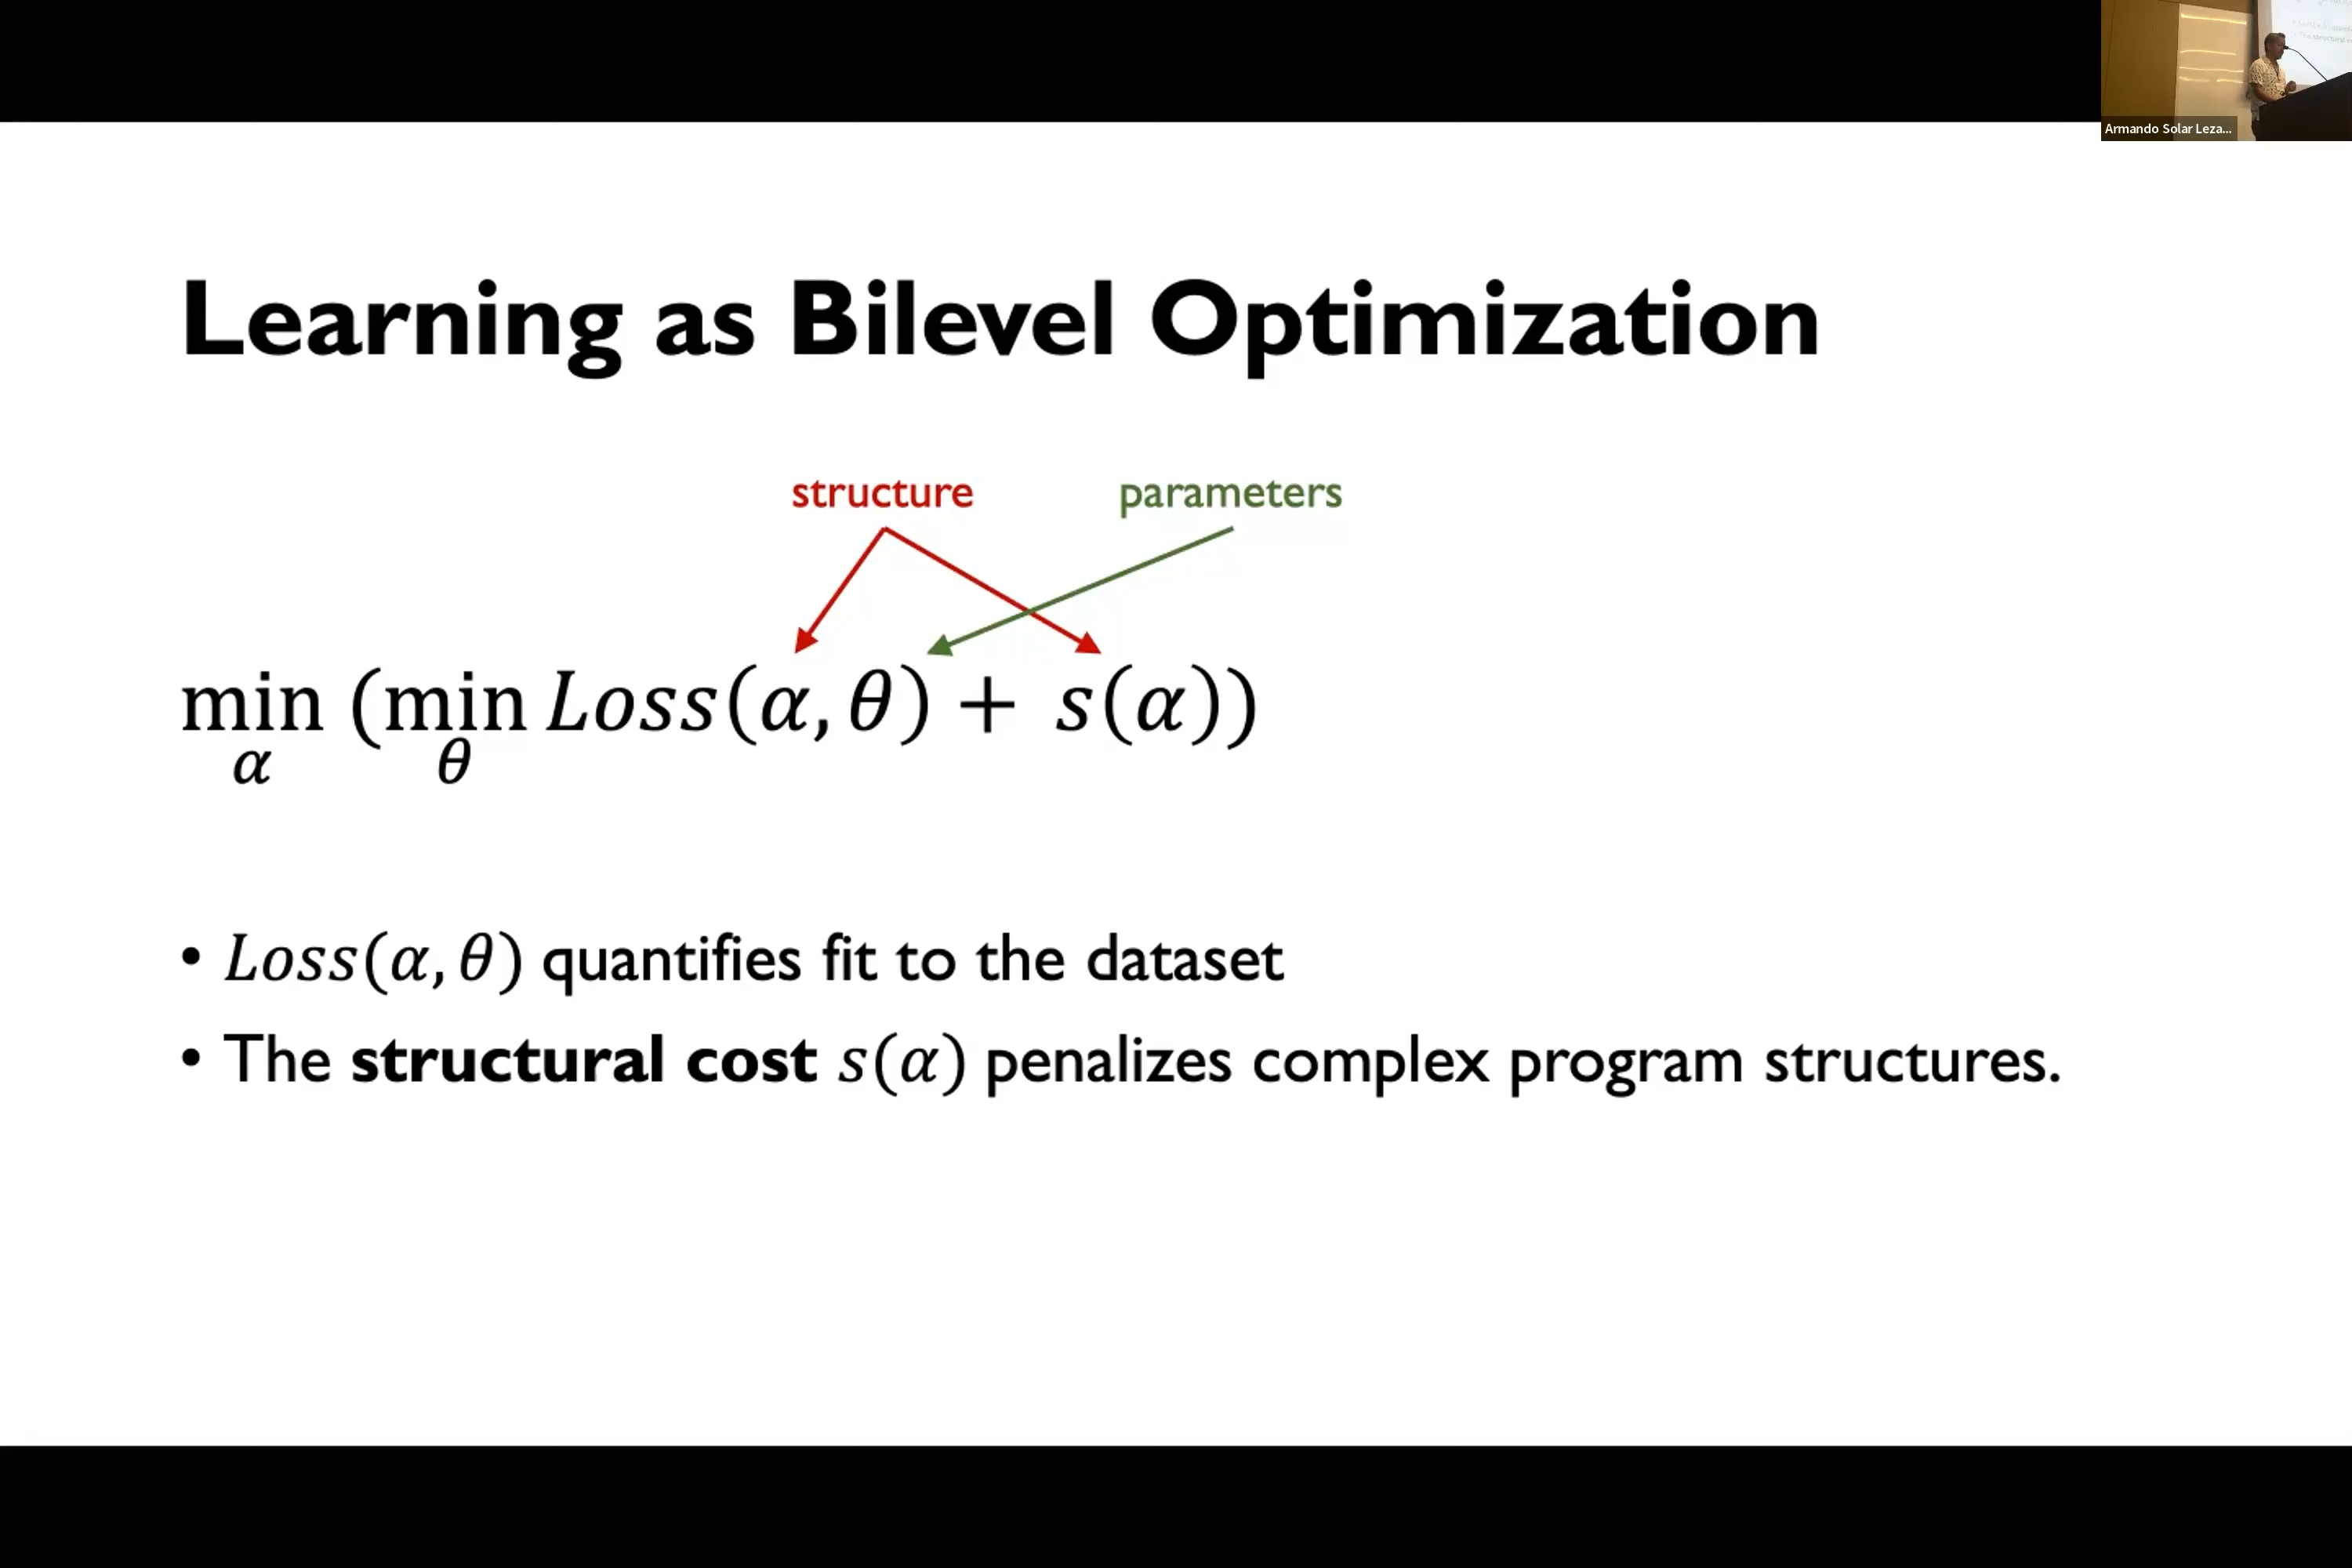 Armando Solar Leza...
Learning as Bilevel Optimization
structure parameters
min (min Loss(α, θ) + s(α))
α θ
• Loss(α, θ) quantifies fit to the dataset
• The structural cost s(α) penalizes complex program structures.